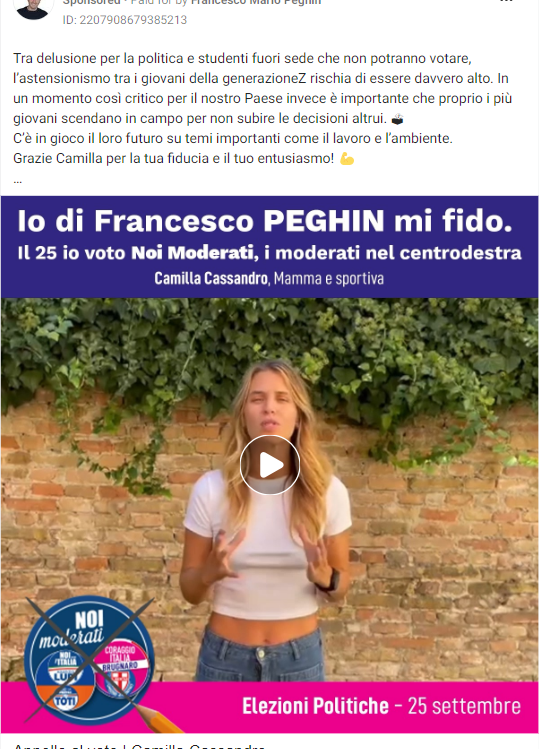 Sponsored • Paid for by Francesco Mario Peghin
ID: 2207908679385213
Tra delusione per la politica e studenti fuori sede che non potranno votare,
l'astensionismo tra i giovani della generazioneZ rischia di essere davvero alto. In
un momento così critico per il nostro Paese invece è importante che proprio i più
giovani scendano in campo per non subire le decisioni altrui. 🗳
C'è in gioco il loro futuro su temi importanti come il lavoro e l'ambiente.
Grazie Camilla per la tua fiducia e il tuo entusiasmo! 💪
...
Io di Francesco PEGHIN mi fido.
Il 25 io voto Noi Moderati, i moderati nel centrodestra
Camilla Cassandro, Mamma e sportiva
NOI
moderati
NOI
L'ITALIA
LUPI
CORAGGIO
ITALIA
BRUGNARO
TOTI
Elezioni Politiche – 25 settembre
Appello al voto | Camilla Cassandro